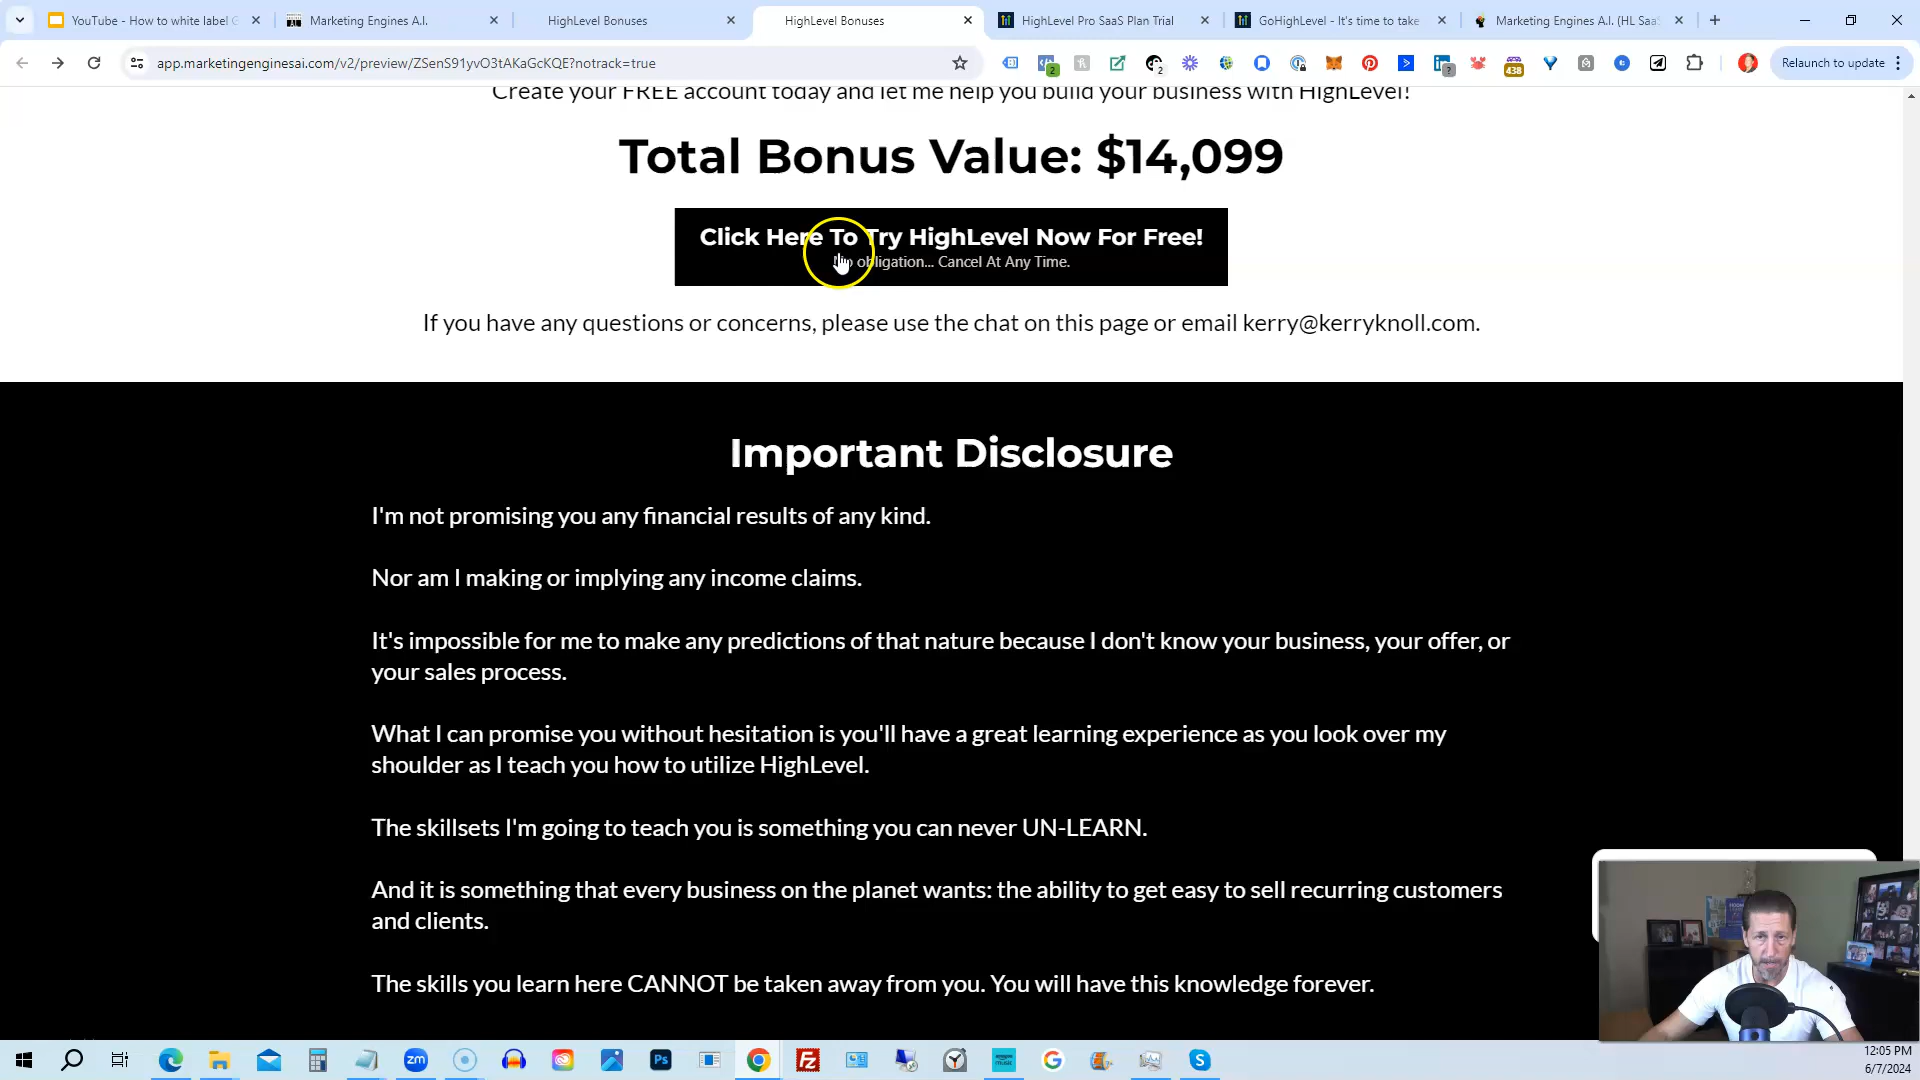 YouTube - How to white label G
Marketing Engines A.I.
HighLevel Bonuses
HighLevel Bonuses
HighLevel Pro SaaS Plan Trial
GoHighLevel - It's time to take
Marketing Engines A.I. (HL SaaS
app.marketingenginesai.com/v2/preview/ZSenS91yvO3tAKaGcKQE?notrack=true
2
2
?
438
Relaunch to update
Create your FREE account today and let me help you build your business with HighLevel!
Total Bonus Value: $14,099
Click Here To Try HighLevel Now For Free!
No obligation... Cancel At Any Time.
If you have any questions or concerns, please use the chat on this page or email kerry@kerryknoll.com.
Important Disclosure
I'm not promising you any financial results of any kind.
Nor am I making or implying any income claims.
It's impossible for me to make any predictions of that nature because I don't know your business, your offer, or
your sales process.
What I can promise you without hesitation is you'll have a great learning experience as you look over my
shoulder as I teach you how to utilize HighLevel.
The skillsets I'm going to teach you is something you can never UN-LEARN.
And it is something that every business on the planet wants: the ability to get easy to sell recurring customers
and clients.
The skills you learn here CANNOT be taken away from you. You will have this knowledge forever.
zm
Ps
Fz
12:05 PM
6/7/2024